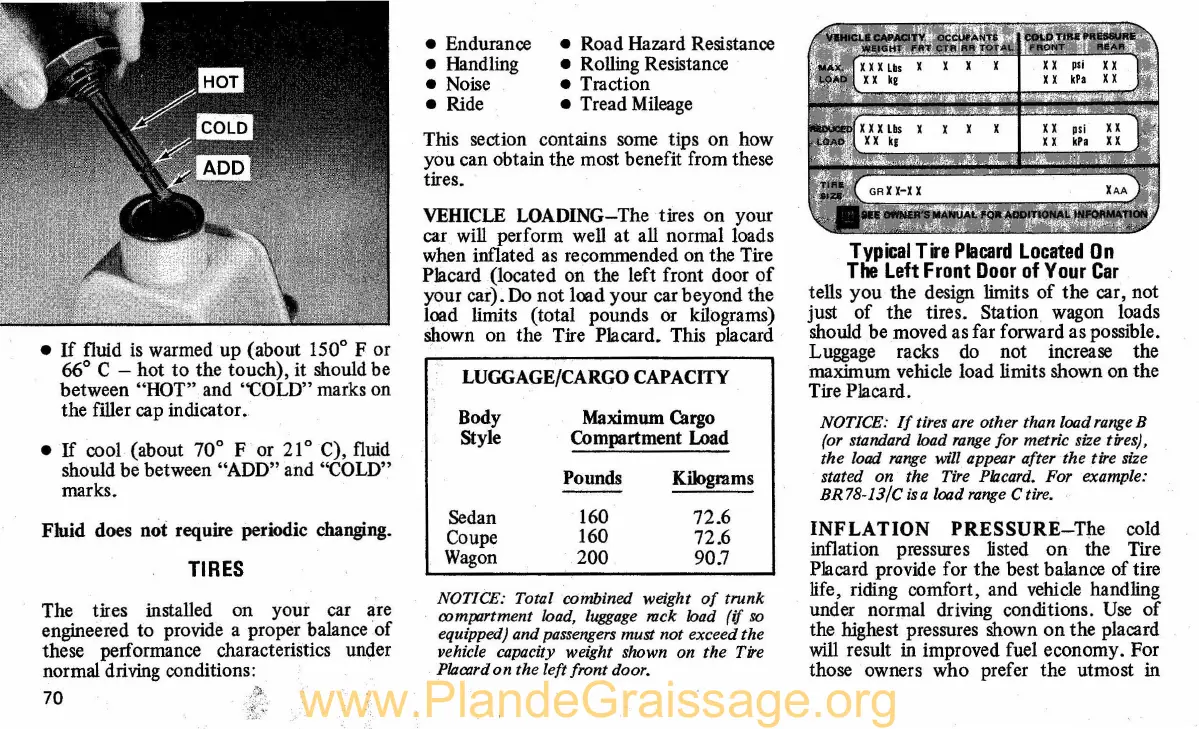 HOT
COLD
ADD
• If fluid is warmed up (about 150° F or
66° C – hot to the touch), it should be
between “HOT” and “COLD” marks on
the filler cap indicator.
• If cool (about 70° F or 21° C), fluid
should be between “ADD” and “COLD”
marks.
Fluid does not require periodic changing.
TIRES
The tires installed on your car are
engineered to provide a proper balance of
these performance characteristics under
normal driving conditions:
70
• Endurance • Road Hazard Resistance
• Handling • Rolling Resistance
• Noise • Traction
• Ride • Tread Mileage
This section contains some tips on how
you can obtain the most benefit from these
tires.
VEHICLE LOADING–The tires on your
car will perform well at all normal loads
when inflated as recommended on the Tire
Placard (located on the left front door of
your car). Do not load your car beyond the
load limits (total pounds or kilograms)
shown on the Tire Placard. This placard
LUGGAGE/CARGO CAPACITY
Body Maximum Cargo
Style Compartment Load
Pounds Kilograms
Sedan 160 72.6
Coupe 160 72.6
Wagon 200 90.7
NOTICE: Total combined weight of trunk
compartment load, luggage rack load (if so
equipped) and passengers must not exceed the
vehicle capacity weight shown on the Tire
Placard on the left front door.
VEHICLE CAPACITY OCCUPANTS COLD TIRE PRESSURE
WEIGHT FRT CTR RR TOTAL FRONT REAR
MAX. XXX Lbs X X X X XX psi XX
LOAD XX kg XX kPa XX
REDUCED XXX Lbs X X X X XX psi XX
LOAD XX kg XX kPa XX
TIRE
SIZE GRXX-XX XAA
GM SEE OWNER'S MANUAL FOR ADDITIONAL INFORMATION
Typical Tire Placard Located On
The Left Front Door of Your Car
tells you the design limits of the car, not
just of the tires. Station wagon loads
should be moved as far forward as possible.
Luggage racks do not increase the
maximum vehicle load limits shown on the
Tire Placard.
NOTICE: If tires are other than load range B
(or standard load range for metric size tires),
the load range will appear after the tire size
stated on the Tire Placard. For example:
BR78-13/C is a load range C tire.
INFLATION PRESSURE–The cold
inflation pressures listed on the Tire
Placard provide for the best balance of tire
life, riding comfort, and vehicle handling
under normal driving conditions. Use of
the highest pressures shown on the placard
will result in improved fuel economy. For
those owners who prefer the utmost in
www.PlandeGraissage.org